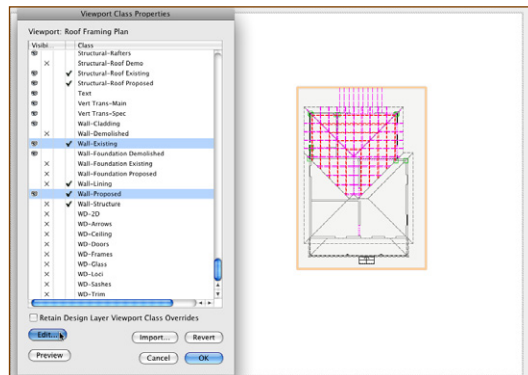 Viewport Class Properties
Viewport: Roof Framing Plan
Visibi... Class
Structural-Rafters
Structural-Roof Demo
Structural-Roof Existing
Structural-Roof Proposed
Text
Vert Trans-Main
Vert Trans-Spec
Wall-Cladding
Wall-Demolished
Wall-Existing
Wall-Foundation Demolished
Wall-Foundation Existing
Wall-Foundation Proposed
Wall-Lining
Wall-Proposed
Wall-Structure
WD-2D
WD-Arrows
WD-Ceiling
WD-Doors
WD-Frames
WD-Glass
WD-Loci
WD-Sashes
WD-Trim
Retain Design Layer Viewport Class Overrides
Edit... Import... Revert
Preview Cancel OK